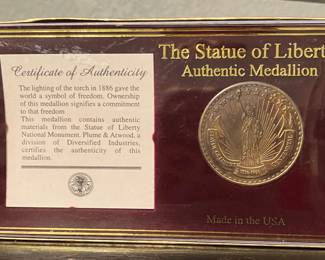 The Statue of Libert
Authentic Medallion
Certificate of Authenticity
The lighting of the torch in 1886 gave the
world a symbol of freedom. Ownership
of this medallion signifies a commitment
to that freedom
This medallion contains authentic
materials from the Statue of Liberty
National Monument. Plume & Atwood, a
division of Diversified Industries,
certifies the authenticity of this
medallion.
Made in the USA